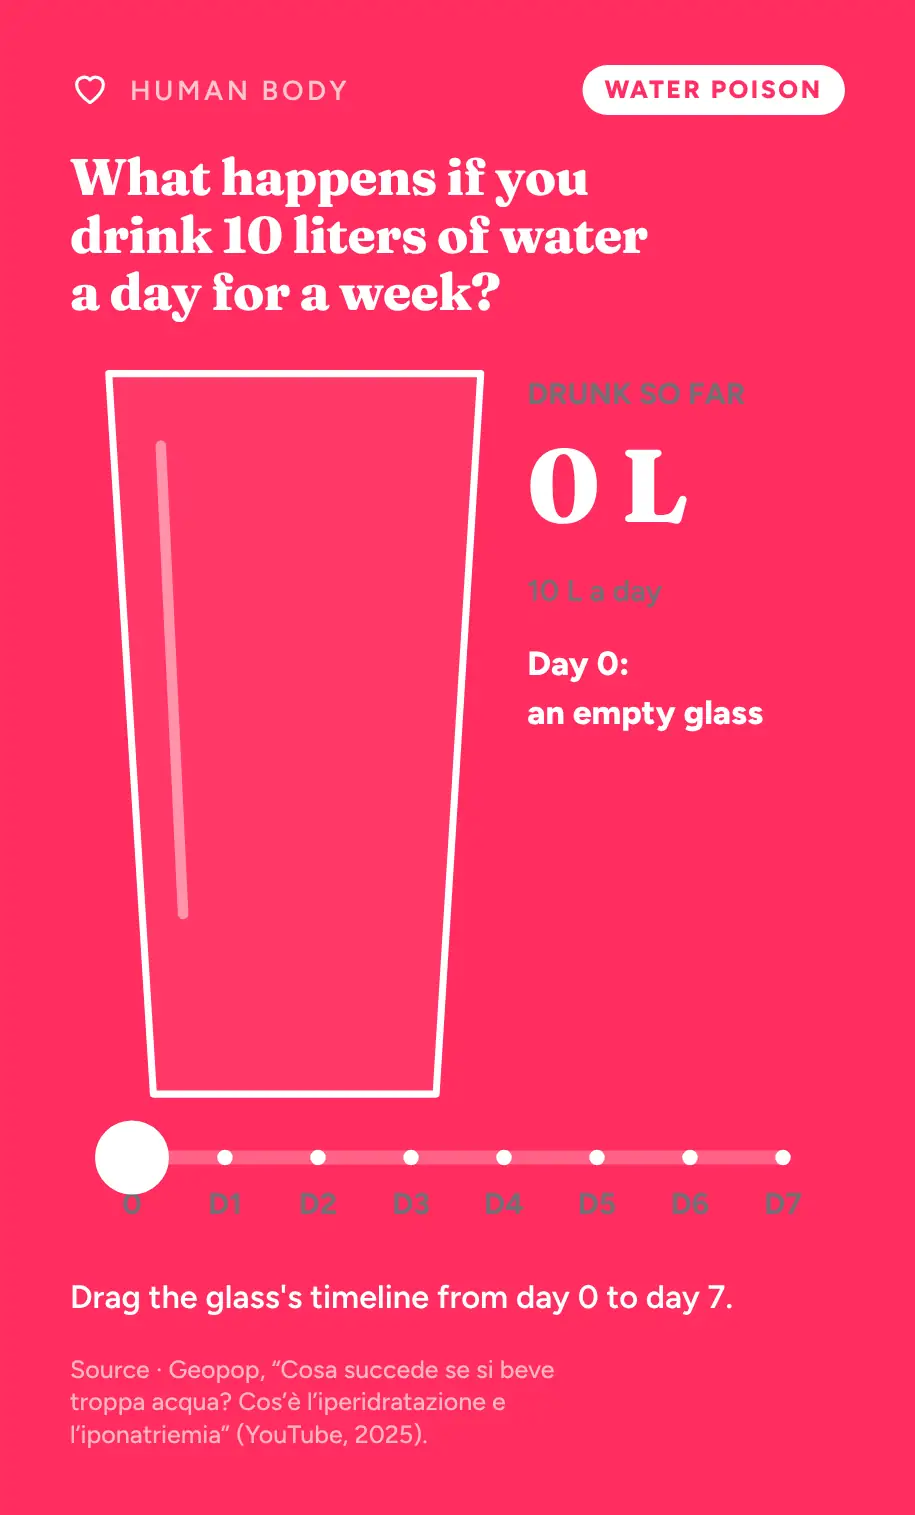 HUMAN BODY
WATER POISON
What happens if you
drink 10 liters of water
a day for a week?
DRUNK SO FAR
0 L
10 L a day
Day 0:
an empty glass
0 D1 D2 D3 D4 D5 D6 D7
Drag the glass's timeline from day 0 to day 7.
Source · Geopop, “Cosa succede se si beve
troppa acqua? Cos’è l’iperidratazione e
l’iponatriemia” (YouTube, 2025).